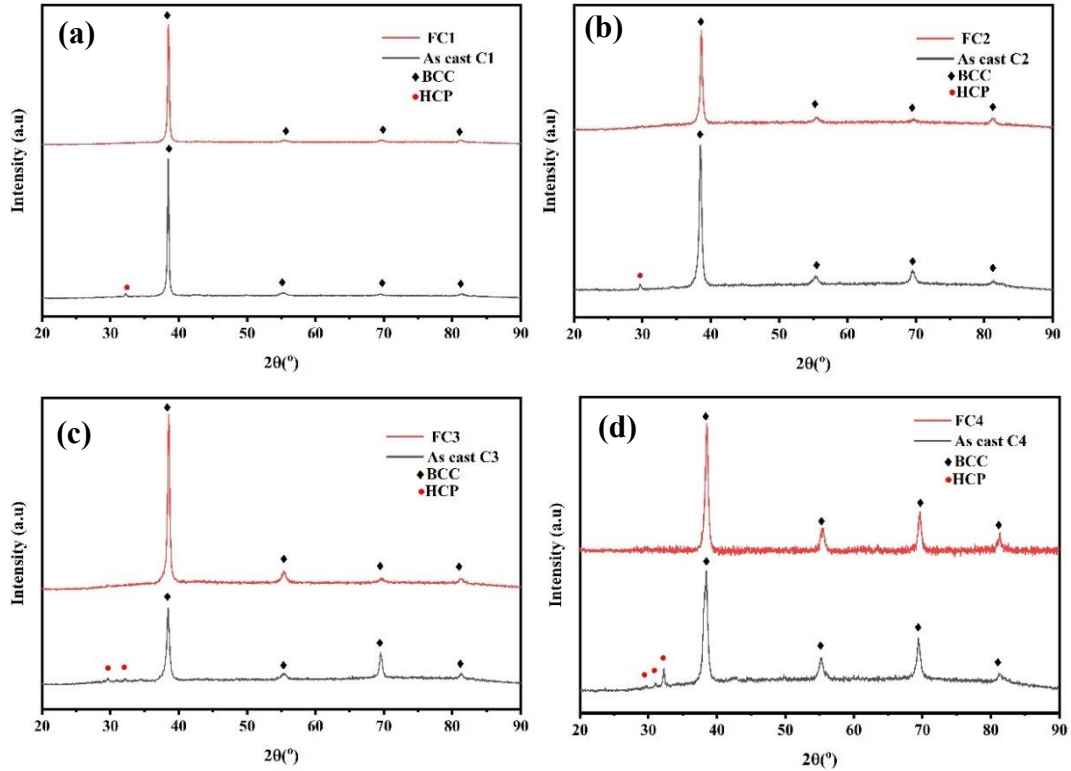 (a)
FC1
As cast C1
BCC
HCP
Intensity (a.u)
20 30 40 50 60 70 80 90
2θ(º)
(b)
FC2
As cast C2
BCC
HCP
Intensity (a.u)
20 30 40 50 60 70 80 90
2θ(º)
(c)
FC3
As cast C3
BCC
HCP
Intensity (a.u)
20 30 40 50 60 70 80 90
2θ(º)
(d)
FC4
As cast C4
BCC
HCP
Intensity (a.u)
20 30 40 50 60 70 80 90
2θ(º)